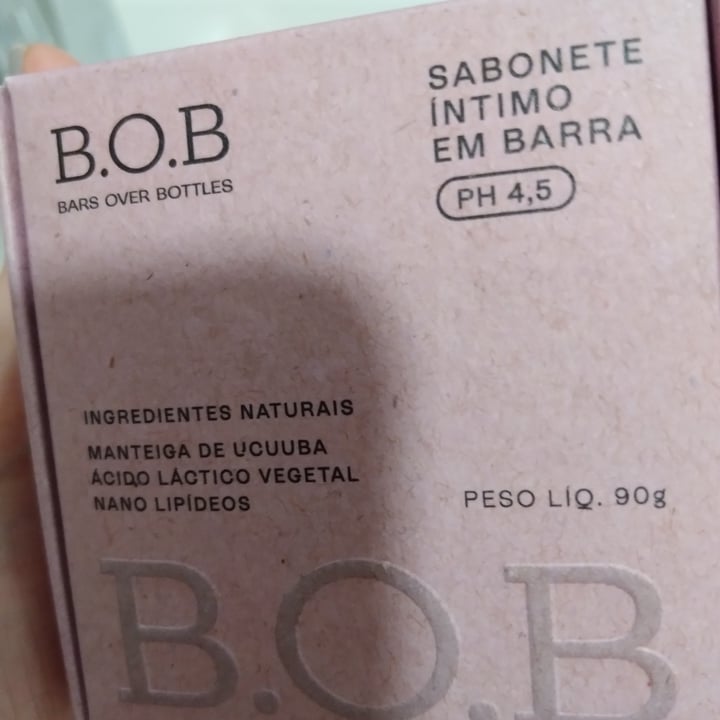 B.O.B
BARS OVER BOTTLES
SABONETE
ÍNTIMO
EM BARRA
PH 4,5
INGREDIENTES NATURAIS
MANTEIGA DE UCUUBA
ÁCIDO LÁCTICO VEGETAL
NANO LIPÍDEOS
PESO LÍQ. 90g
B.O.B